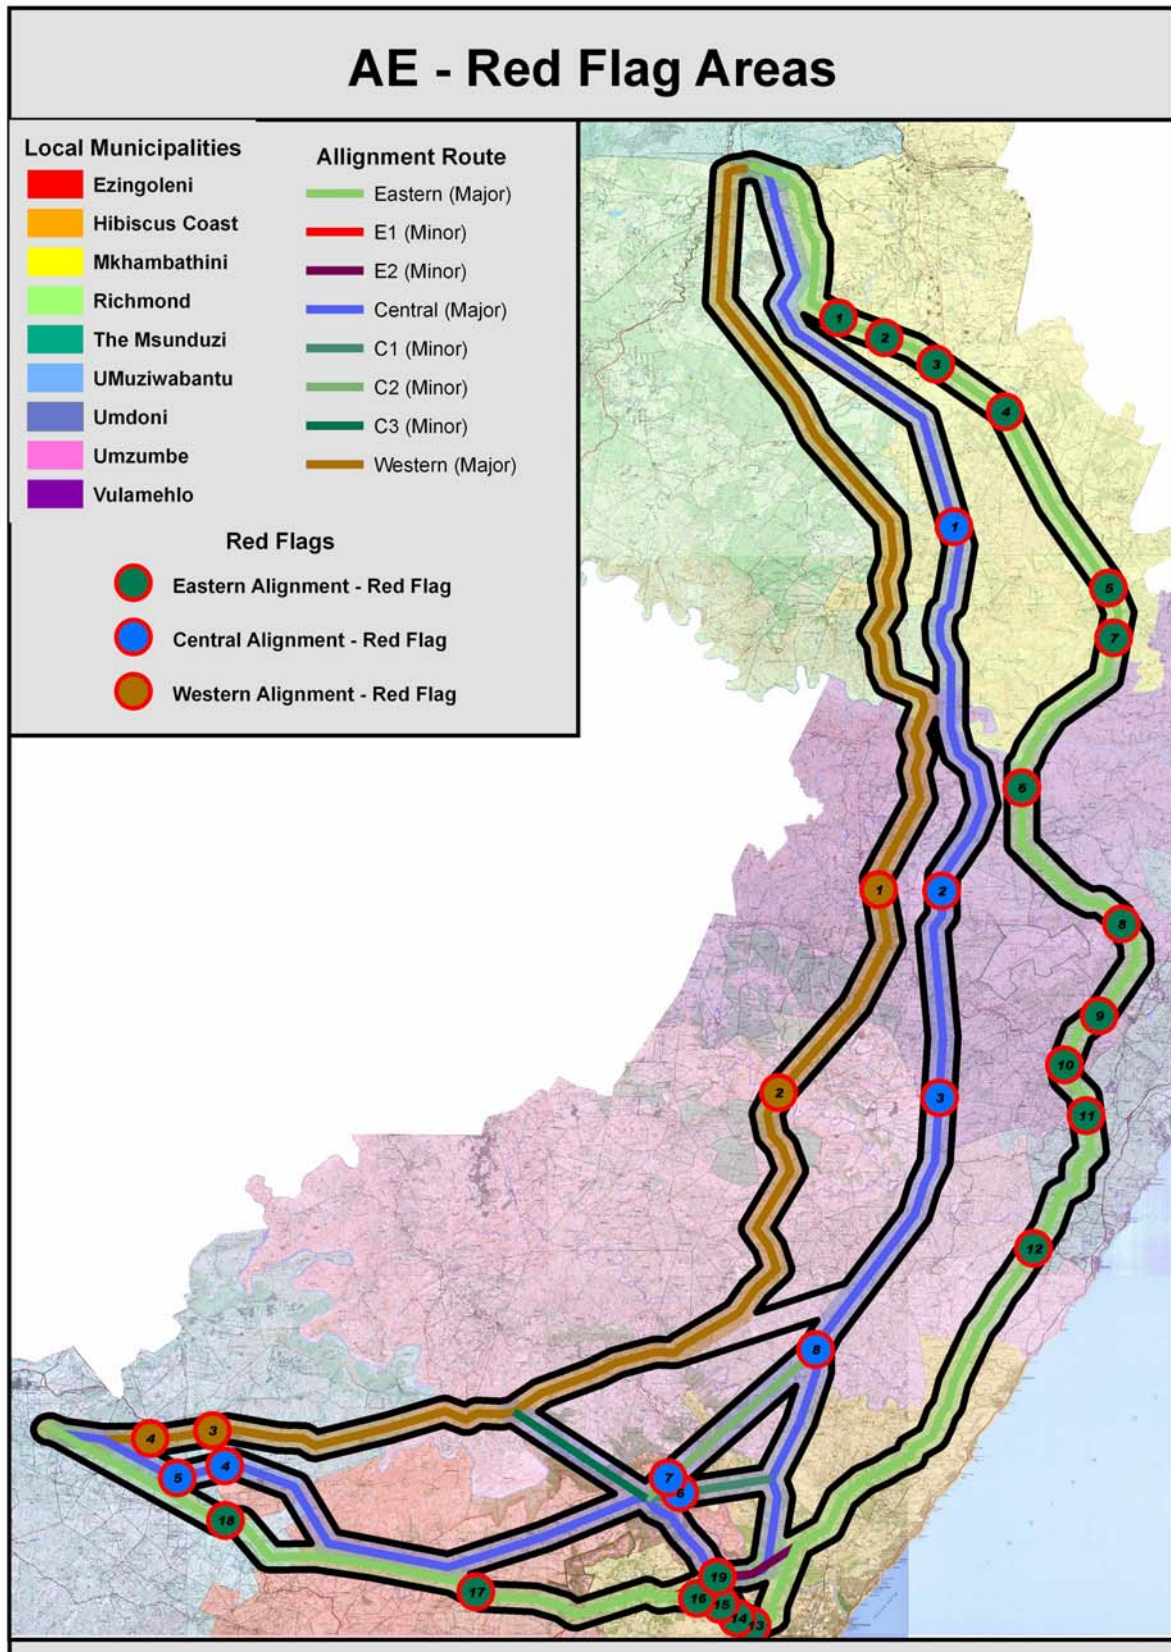 AE - Red Flag Areas
Local Municipalities
Ezingoleni
Hibiscus Coast
Mkhambathini
Richmond
The Msunduzi
UMuziwabantu
Umdoni
Umzumbe
Vulamehlo
Allignment Route
Eastern (Major)
E1 (Minor)
E2 (Minor)
Central (Major)
C1 (Minor)
C2 (Minor)
C3 (Minor)
Western (Major)
Red Flags
Eastern Alignment - Red Flag
Central Alignment - Red Flag
Western Alignment - Red Flag
1
2
3
4
1
5
7
6
1
2
8
9
10
2
3
11
12
8
3
4
4
5
7
6
18
19
17
16
15
14
13